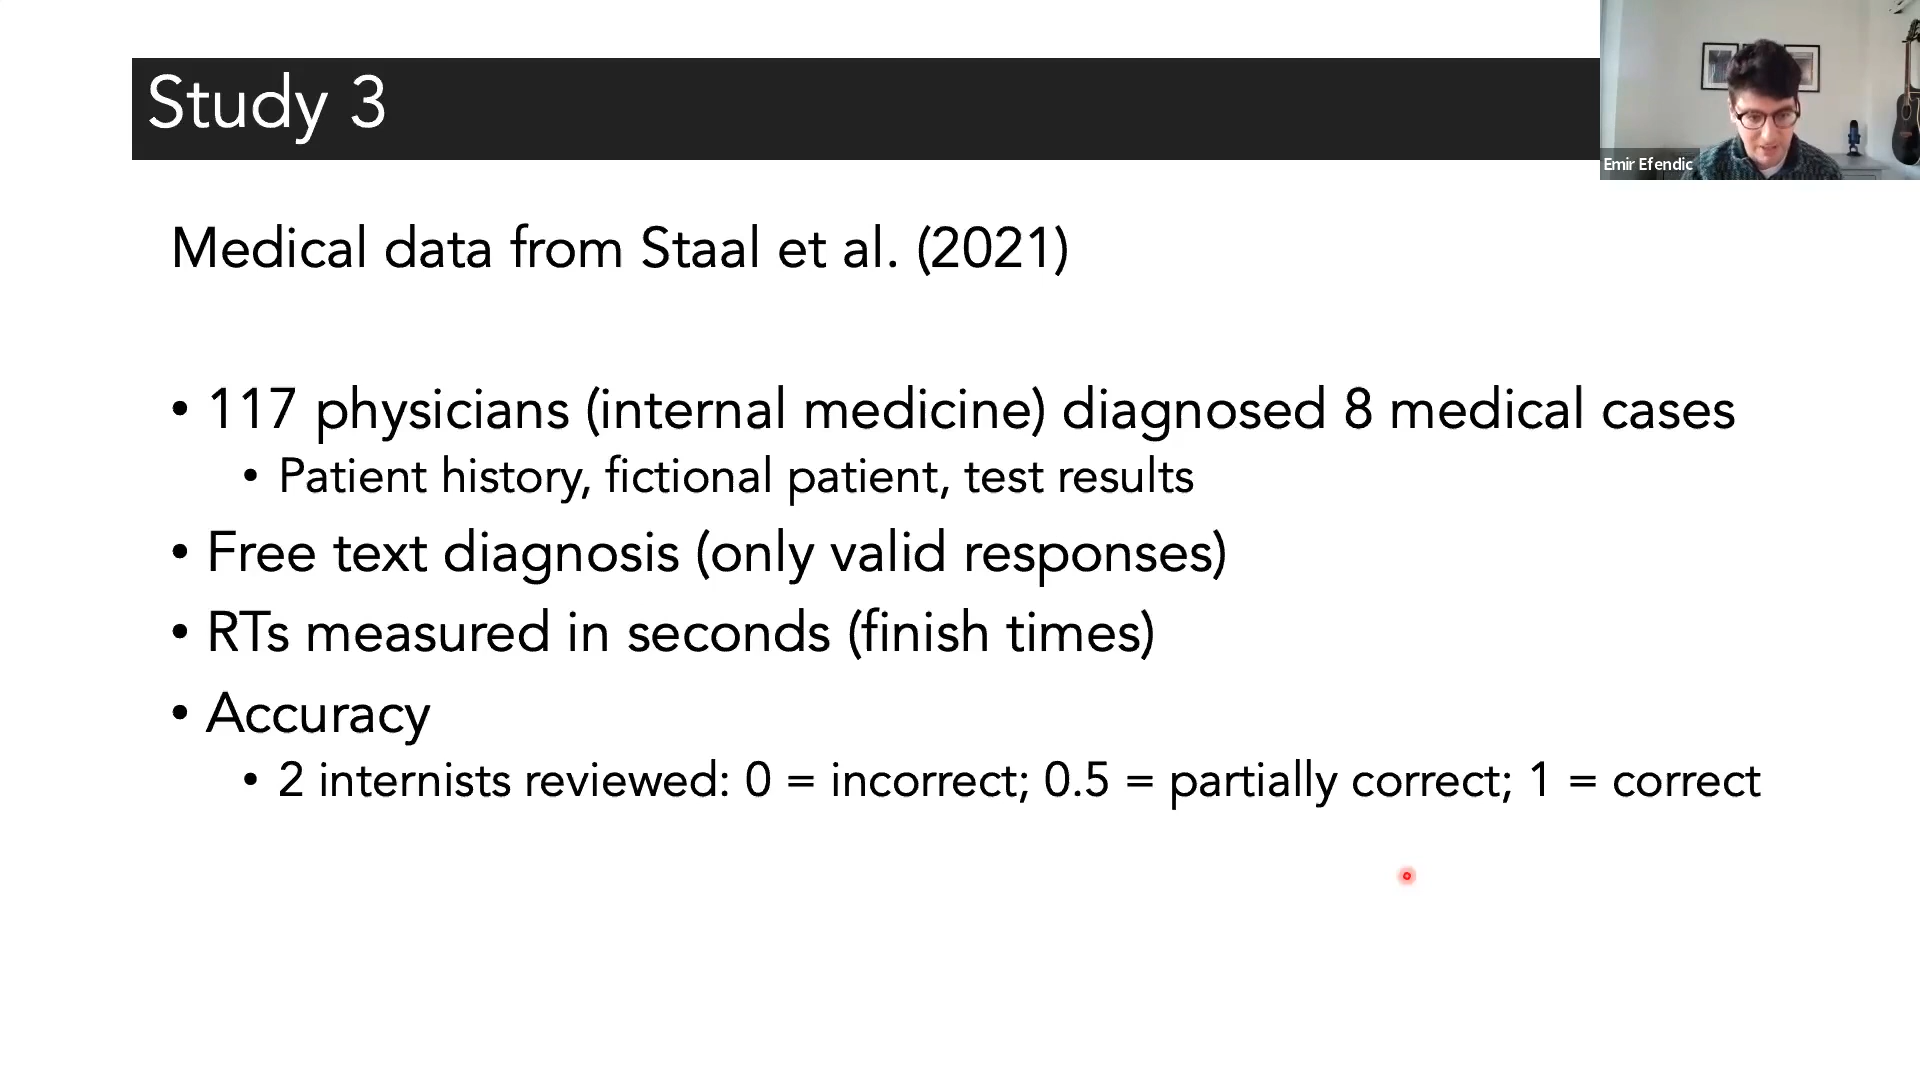 Study 3
Emir Efendic
Medical data from Staal et al. (2021)
• 117 physicians (internal medicine) diagnosed 8 medical cases
• Patient history, fictional patient, test results
• Free text diagnosis (only valid responses)
• RTs measured in seconds (finish times)
• Accuracy
• 2 internists reviewed: 0 = incorrect; 0.5 = partially correct; 1 = correct